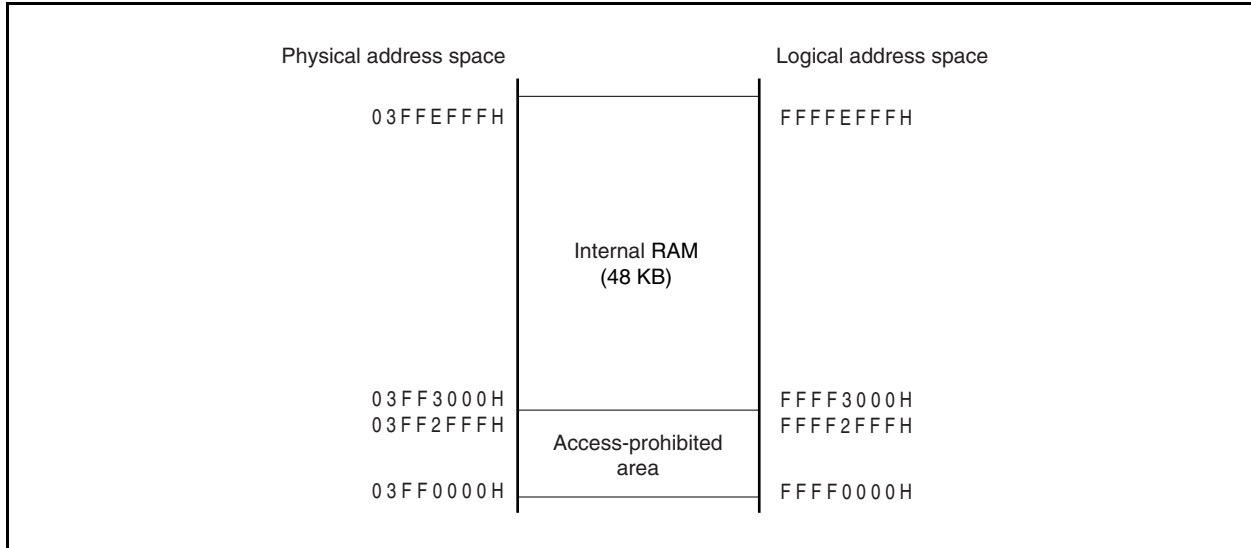 Physical address space
Logical address space
03FFEFFFH
FFFFEFFFH
Internal RAM
(48 KB)
03FF3000H
FFFF3000H
03FF2FFFH
FFFF2FFFH
Access-prohibited
area
03FF0000H
FFFF0000H